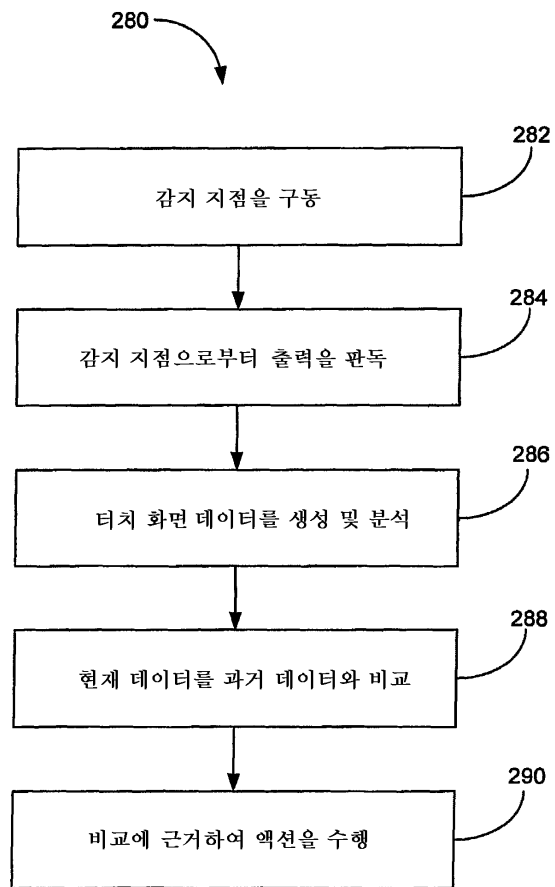 280
282
감지 지점을 구동
284
감지 지점으로부터 출력을 판독
286
터치 화면 데이터를 생성 및 분석
288
현재 데이터를 과거 데이터와 비교
290
비교에 근거하여 액션을 수행